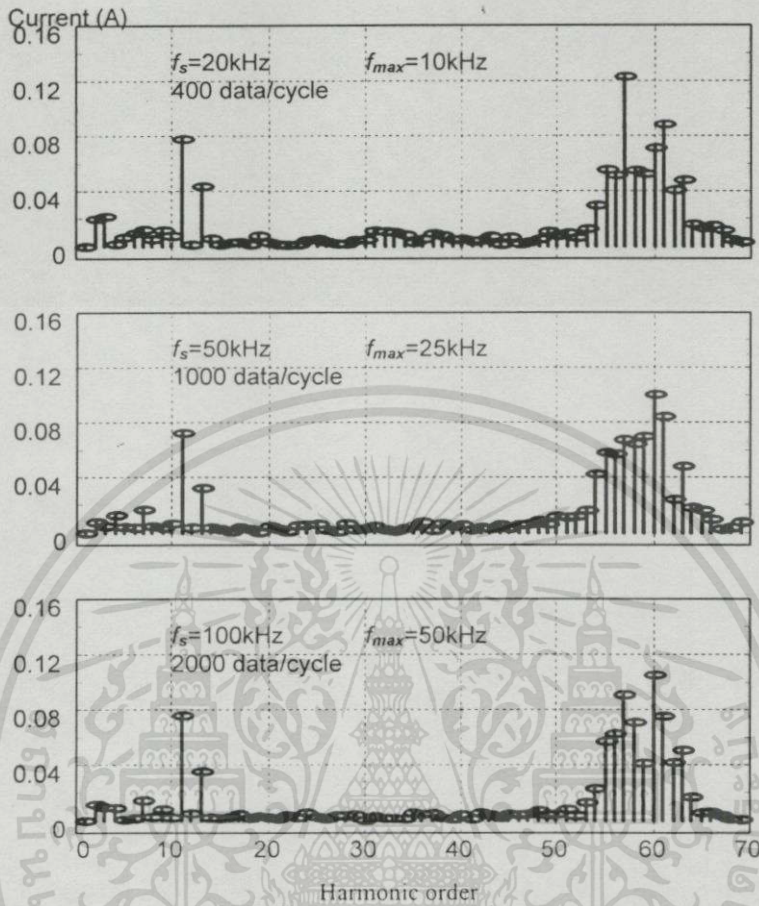 Current (A)
0.16
0.12
0.08
0.04
0
fs=20kHz fmax=10kHz
400 data/cycle
0.16
0.12
0.08
0.04
0
fs=50kHz fmax=25kHz
1000 data/cycle
0.16
0.12
0.08
0.04
0
fs=100kHz fmax=50kHz
2000 data/cycle
0 10 20 30 40 50 60 70
Harmonic order